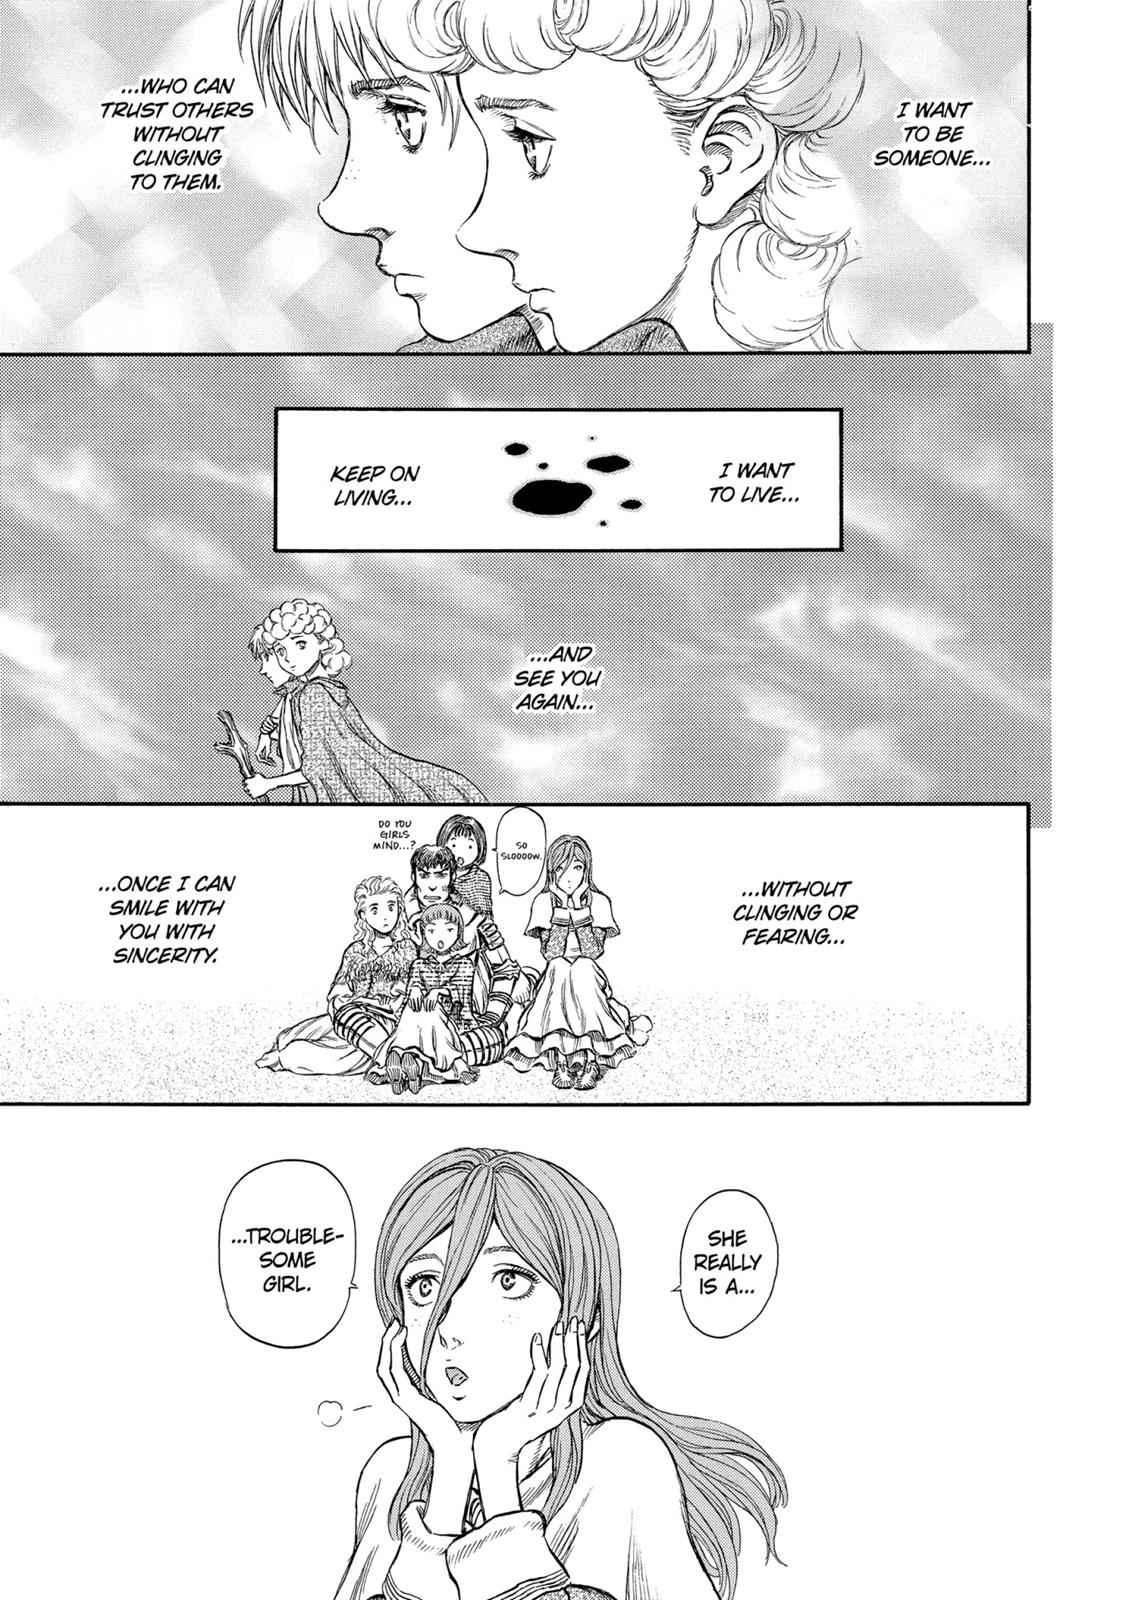 I WANT
TO BE
SOMEONE...
...WHO CAN
TRUST OTHERS
WITHOUT
CLINGING
TO THEM.
I WANT
TO LIVE...
KEEP ON
LIVING...
...AND
SEE YOU
AGAIN...
...WITHOUT
CLINGING OR
FEARING...
SO
SLOOOOW.
DO YOU
GIRLS
MIND...?
...ONCE I CAN
SMILE WITH
YOU WITH
SINCERITY.
SHE
REALLY
IS A...
...TROUBLE-
SOME
GIRL.